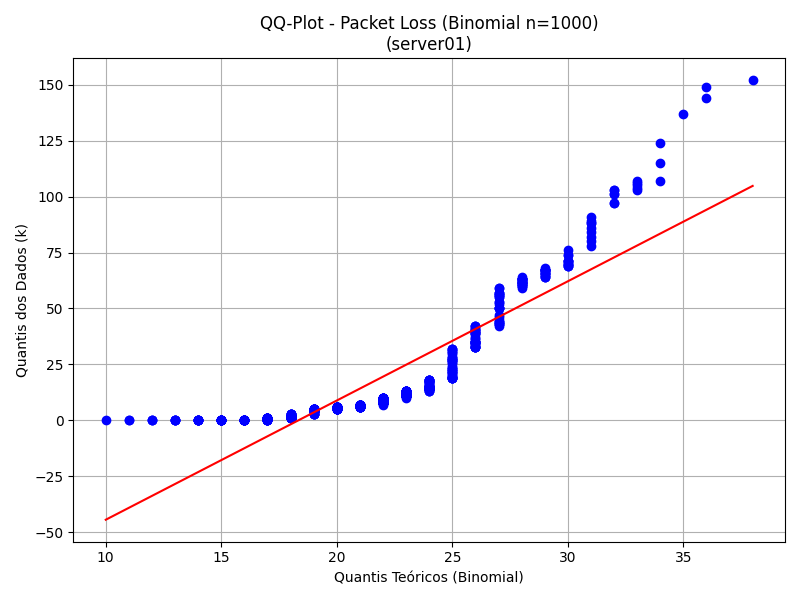 QQ-Plot - Packet Loss (Binomial n=1000)
(server01)
Quantis dos Dados (k)
150
125
100
75
50
25
0
−25
−50
10 15 20 25 30 35
Quantis Teóricos (Binomial)